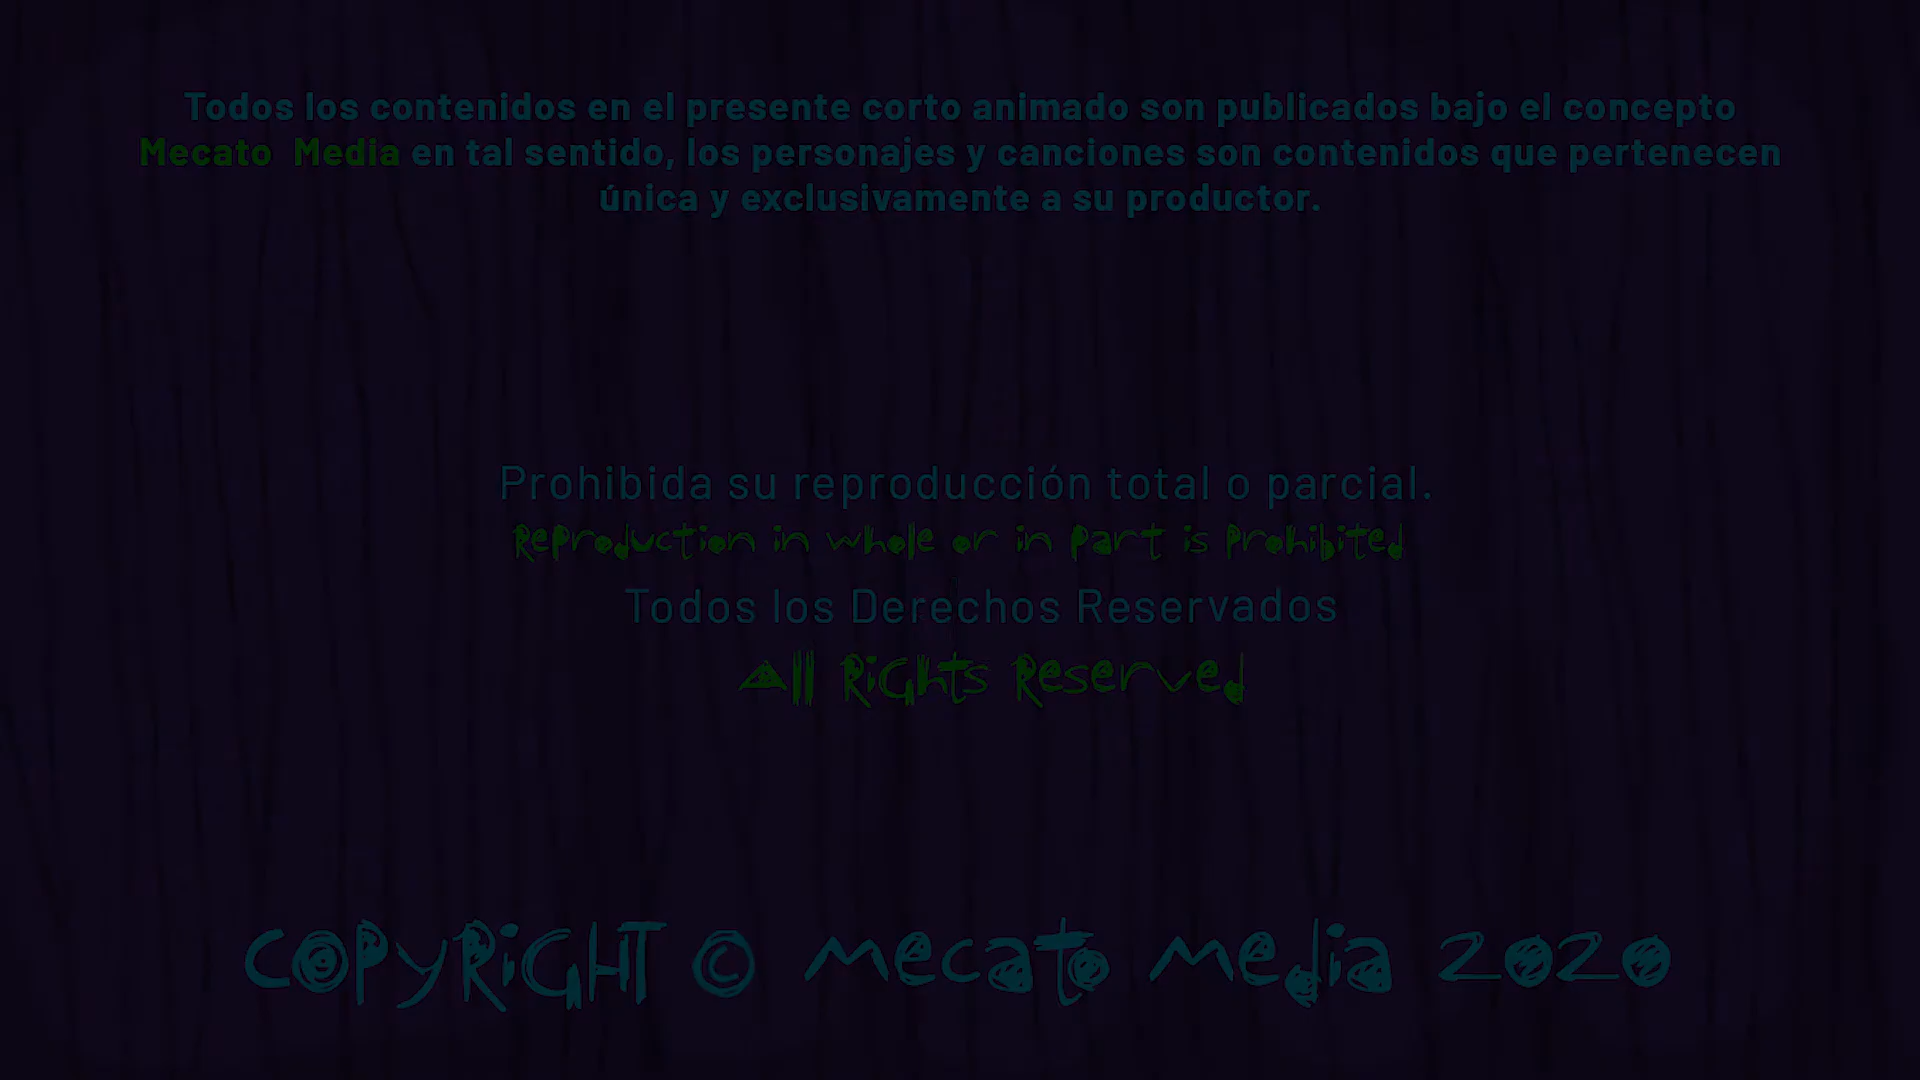 Todos los contenidos en el presente corto animado son publicados bajo el concepto
Mecato Media en tal sentido, los personajes y canciones son contenidos que pertenecen
única y exclusivamente a su productor.
Prohibida su reproducción total o parcial.
Reproduction in whole or in part is prohibited
Todos los Derechos Reservados
All Rights Reserved
COPYRIGHT © mecato media 2020